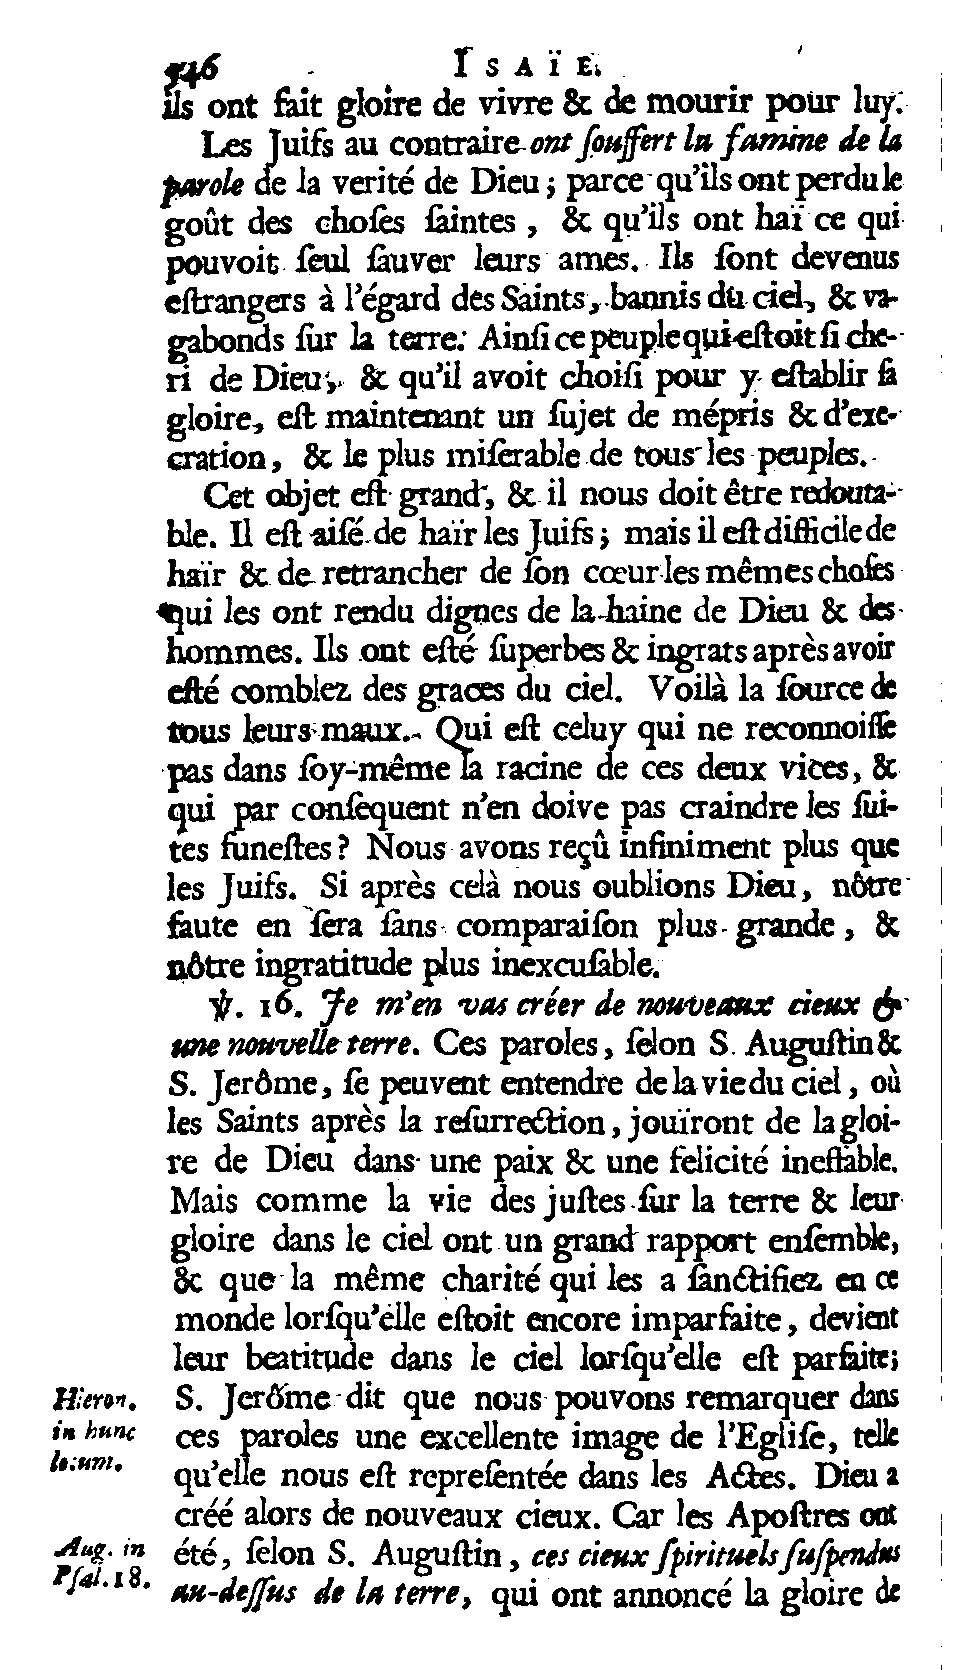 546 ISAÏE.
ils ont fait gloire de vivre & de mourir pour luy.
Les Juifs au contraire ont ſouffert la famine de la
parole de la verité de Dieu ; parce qu'ils ont perdu le
goût des choſes ſaintes , & qu'ils ont haï ce qui
pouvoit ſeul ſauver leurs ames. Ils ſont devenus
eſtrangers à l'égard des Saints, bannis du ciel, & va-
gabonds ſur la terre. Ainſi ce peuple qui eſtoit ſi che-
ri de Dieu, & qu'il avoit choiſi pour y eſtablir ſa
gloire, eſt maintenant un ſujet de mépris & d'exe-
cration, & le plus miſerable de tous les peuples.
Cet objet eſt grand, & il nous doit être redouta-
ble. Il eſt aiſé de haïr les Juifs ; mais il eſt difficile de
haïr & de retrancher de ſon cœur les mêmes choſes
qui les ont rendu dignes de la haine de Dieu & des
hommes. Ils ont eſté ſuperbes & ingrats après avoir
eſté comblez des graces du ciel. Voilà la ſource de
tous leurs maux. Qui eſt celuy qui ne reconnoiſſe
pas dans ſoy-même la racine de ces deux vices, &
qui par conſequent n'en doive pas craindre les ſui-
tes funeſtes ? Nous avons reçû infiniment plus que
les Juifs. Si après celà nous oublions Dieu, nôtre
faute en ſera ſans comparaiſon plus grande , &
nôtre ingratitude plus inexcuſable.
℣. 16. Je m'en vas créer de nouveaux cieux &
une nouvelle terre. Ces paroles, ſelon S. Auguſtin &
S. Jerôme, ſe peuvent entendre de la vie du ciel, où
les Saints après la reſurrection, jouïront de la gloi-
re de Dieu dans une paix & une felicité ineffable.
Mais comme la vie des juſtes ſur la terre & leur
gloire dans le ciel ont un grand rapport enſemble,
& que la même charité qui les a ſanctifiez en ce
monde lorſqu'elle eſtoit encore imparfaite, devient
leur beatitude dans le ciel lorſqu'elle eſt parfaite;
Hieron. S. Jerôme dit que nous pouvons remarquer dans
in hunc ces paroles une excellente image de l'Egliſe, telle
locum. qu'elle nous eſt repreſentée dans les Actes. Dieu a
créé alors de nouveaux cieux. Car les Apoſtres ont
Aug. in été, ſelon S. Auguſtin, ces cieux ſpirituels ſuſpendus
Pſal. 18. au-deſſus de la terre, qui ont annoncé la gloire de